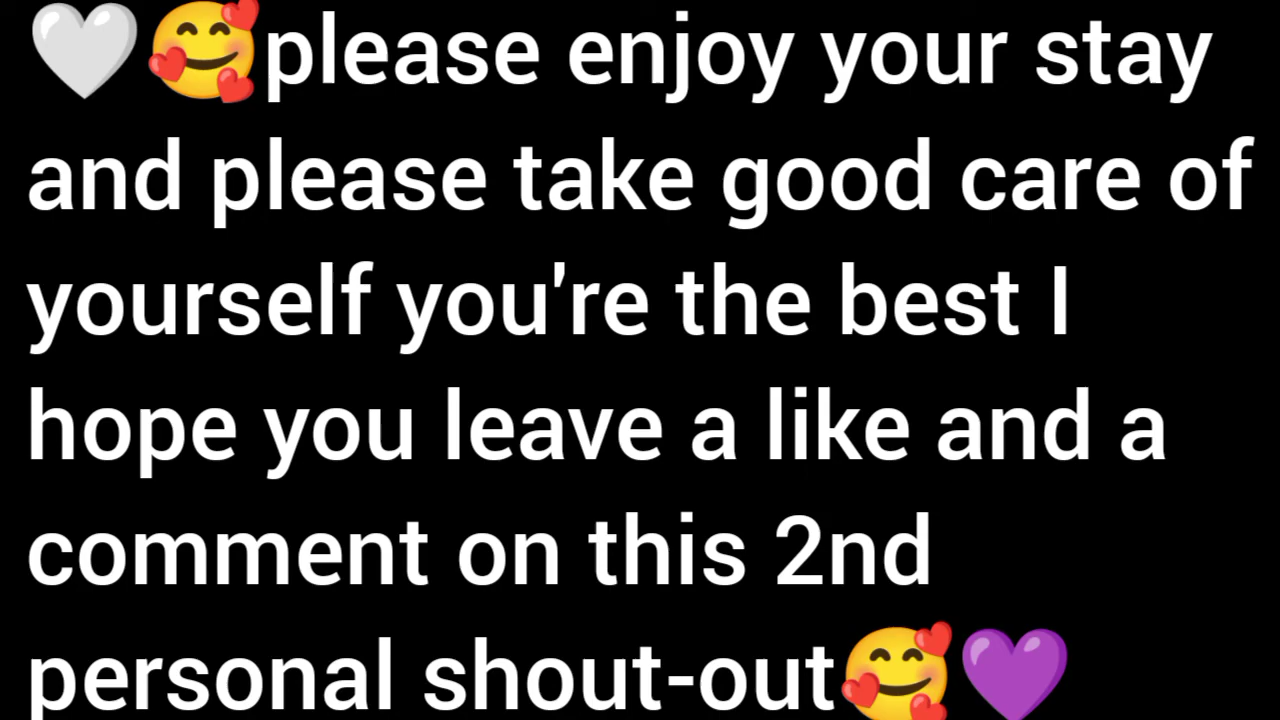 🤍🥰please enjoy your stay
and please take good care of
yourself you're the best I
hope you leave a like and a
comment on this 2nd
personal shout-out🥰💜